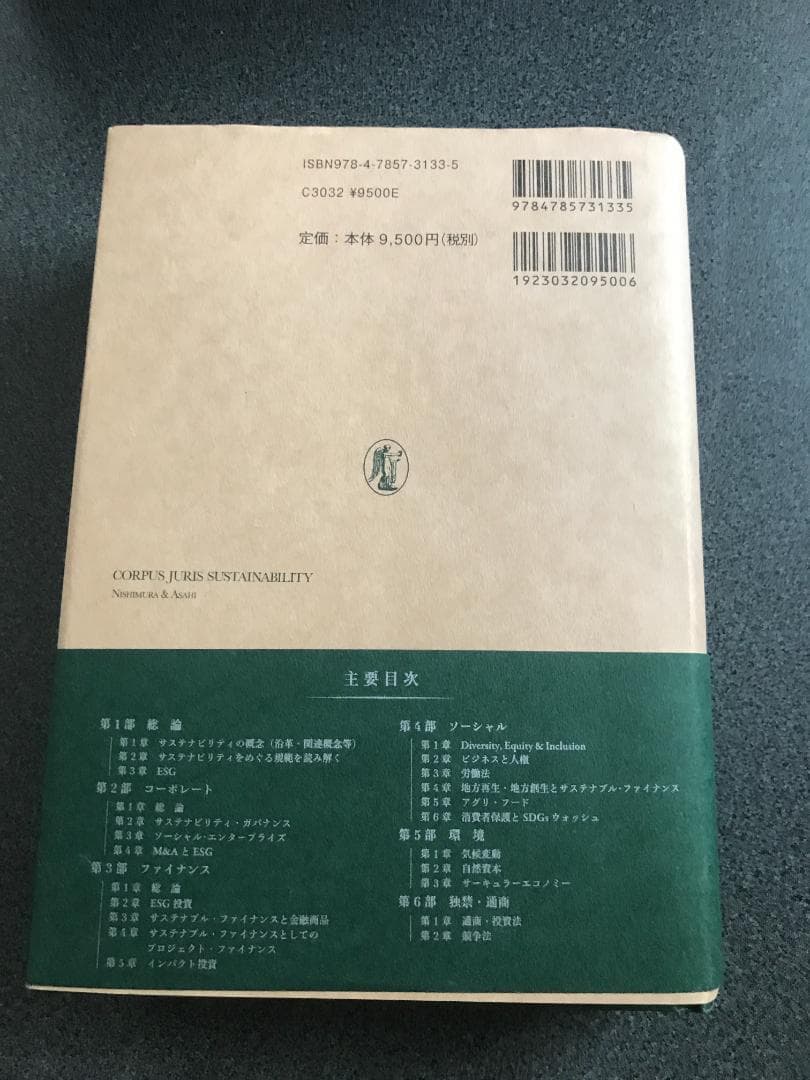 ISBN978-4-7857-3133-5
C3032 ¥9500E
定価：本体 9,500円（税別）
9784785731335
1923032095006
CORPUS JURIS SUSTAINABILITY
NISHIMURA & ASAHI
主要目次
第1部 総論
第1章 サステナビリティの概念（沿革・関連概念等）
第2章 サステナビリティをめぐる規範を読み解く
第3章 ESG
第2部 コーポレート
第1章 総論
第2章 サステナビリティ・ガバナンス
第3章 ソーシャル・エンタープライズ
第4章 M&AとESG
第3部 ファイナンス
第1章 総論
第2章 ESG投資
第3章 サステナブル・ファイナンスと金融商品
第4章 サステナブル・ファイナンスとしての
プロジェクト・ファイナンス
第5章 インパクト投資
第4部 ソーシャル
第1章 Diversity, Equity & Inclusion
第2章 ビジネスと人権
第3章 労働法
第4章 地方再生・地方創生とサステナブル・ファイナンス
第5章 アグリ・フード
第6章 消費者保護とSDGsウォッシュ
第5部 環境
第1章 気候変動
第2章 自然資本
第3章 サーキュラーエコノミー
第6部 独禁・通商
第1章 通商・投資法
第2章 競争法